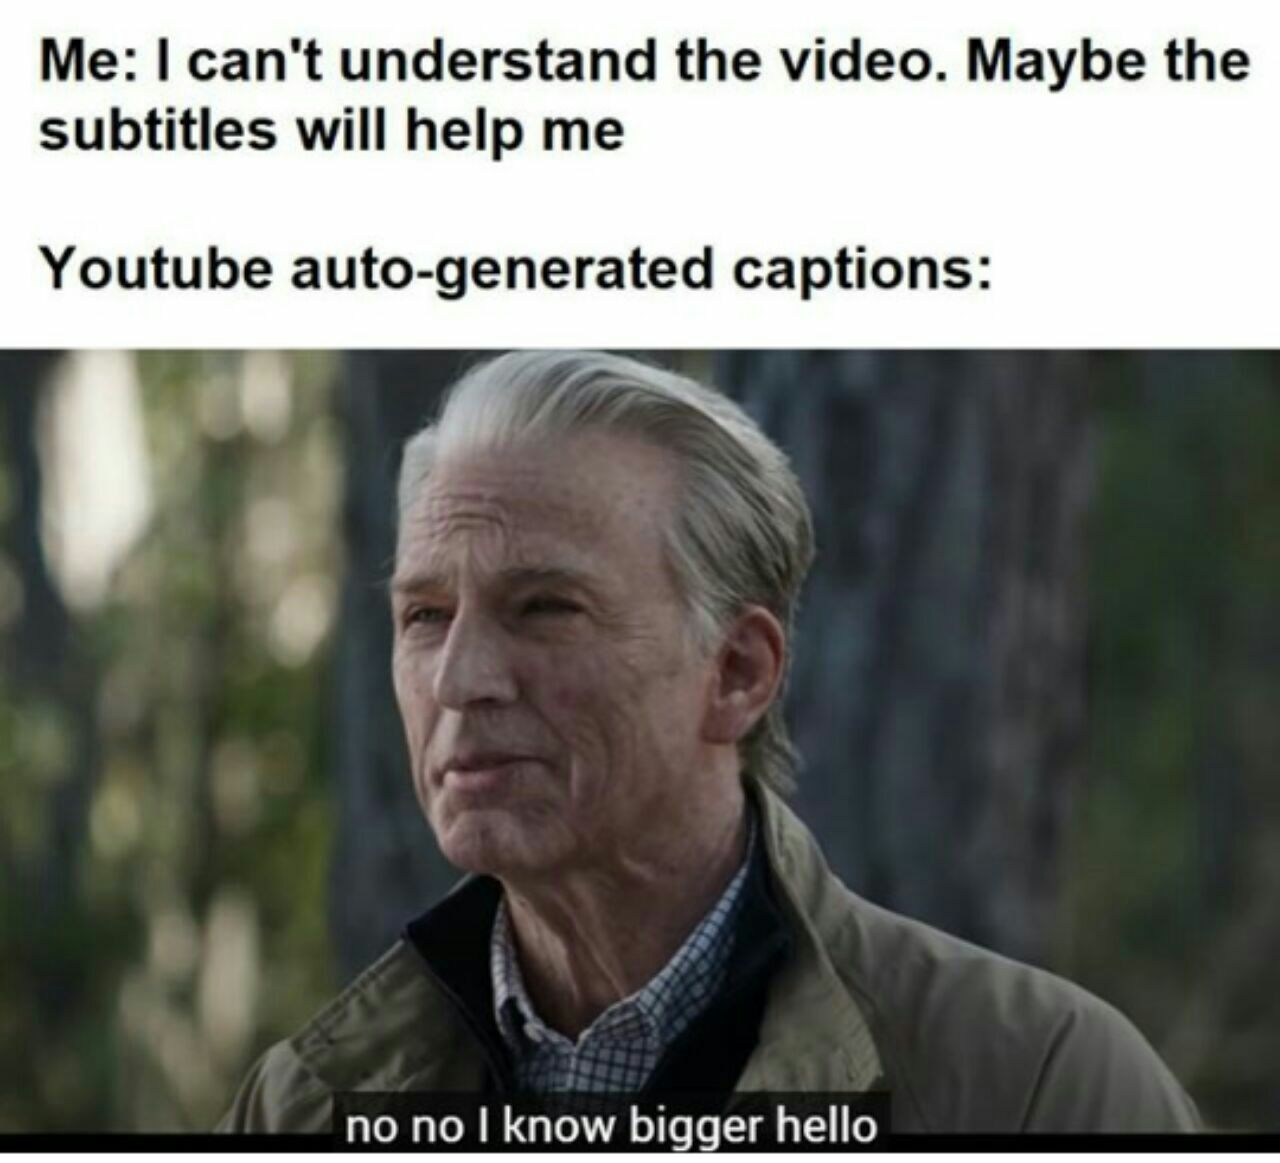 Me: I can't understand the video. Maybe the
subtitles will help me
Youtube auto-generated captions:
no no I know bigger hello